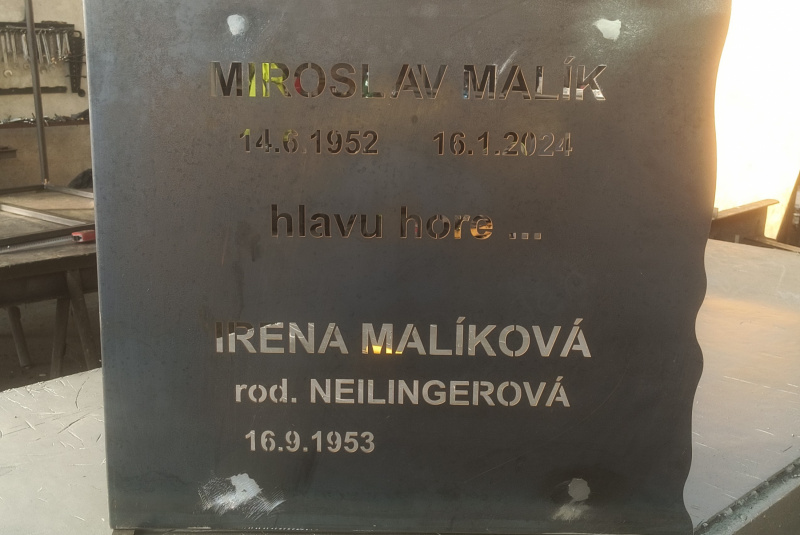 MIROSLAV MALÍK
14.6.1952 16.1.2024
hlavu hore ...
IRENA MALÍKOVÁ
rod. NEILINGEROVÁ
16.9.1953